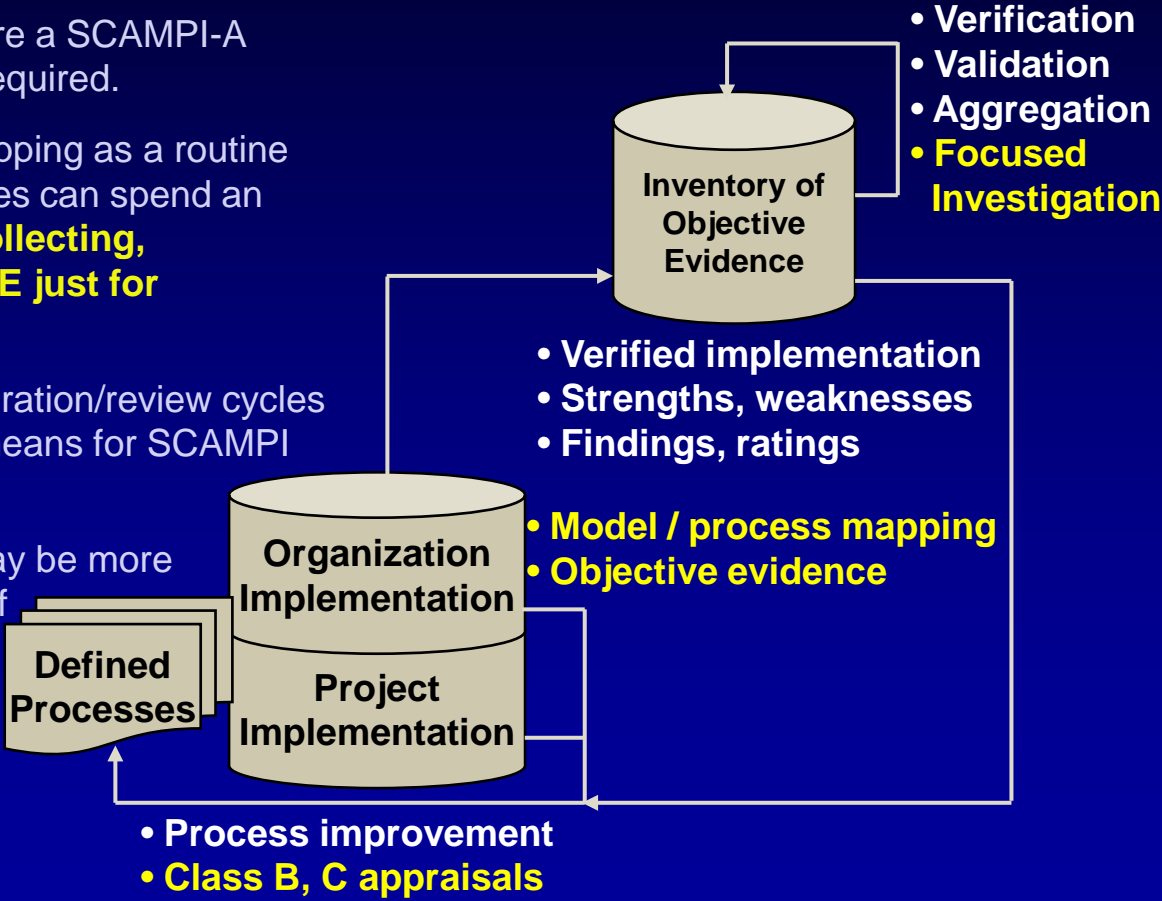 re a SCAMPI-A
equired.
pping as a routine
es can spend an
ollecting,
E just for
ration/review cycles
means for SCAMPI
ay be more
f
• Verification
• Validation
• Aggregation
• Focused
Investigation
Inventory of
Objective
Evidence
• Verified implementation
• Strengths, weaknesses
• Findings, ratings
• Model / process mapping
• Objective evidence
Organization
Implementation
Project
Implementation
Defined
Processes
• Process improvement
• Class B, C appraisals